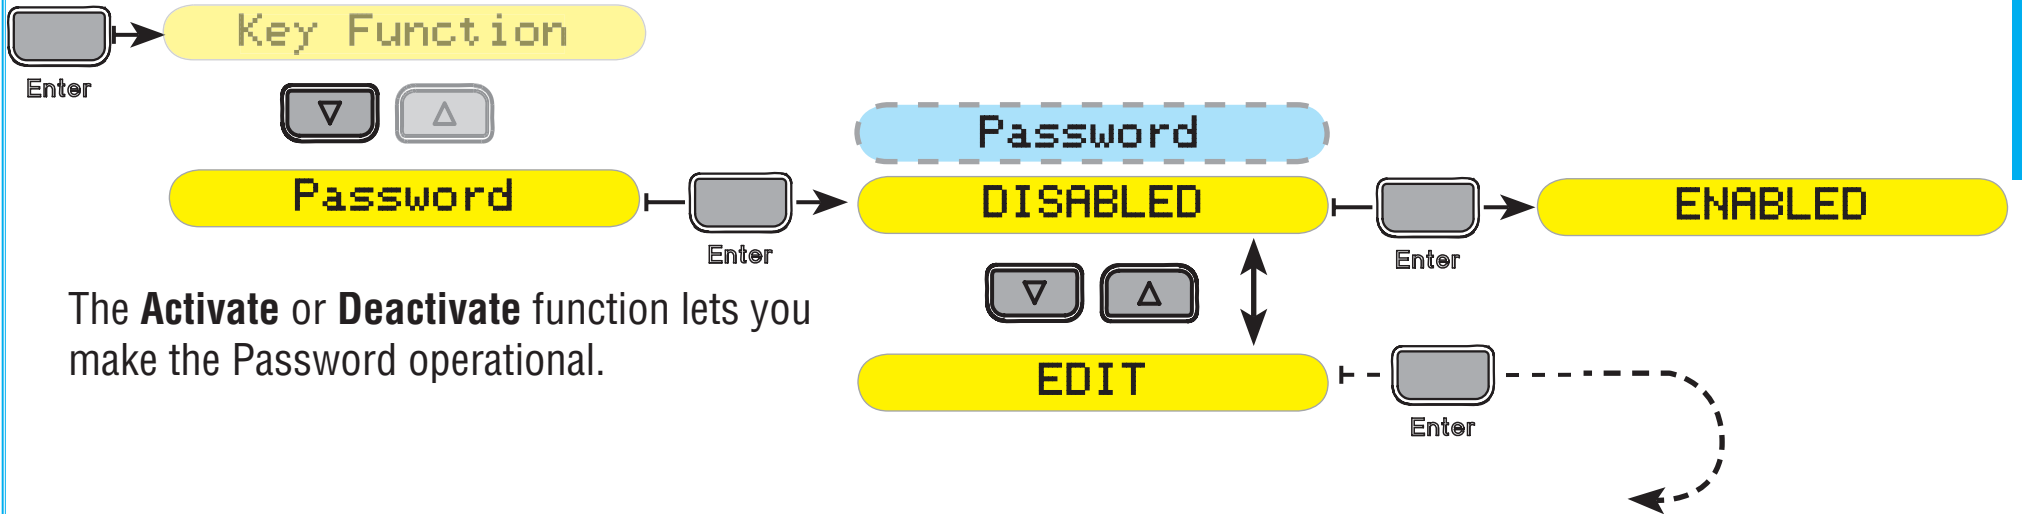 Key Function
Enter
Password
Password
Enter
DISABLED
Enter
ENABLED
The Activate or Deactivate function lets you
make the Password operational.
EDIT
Enter